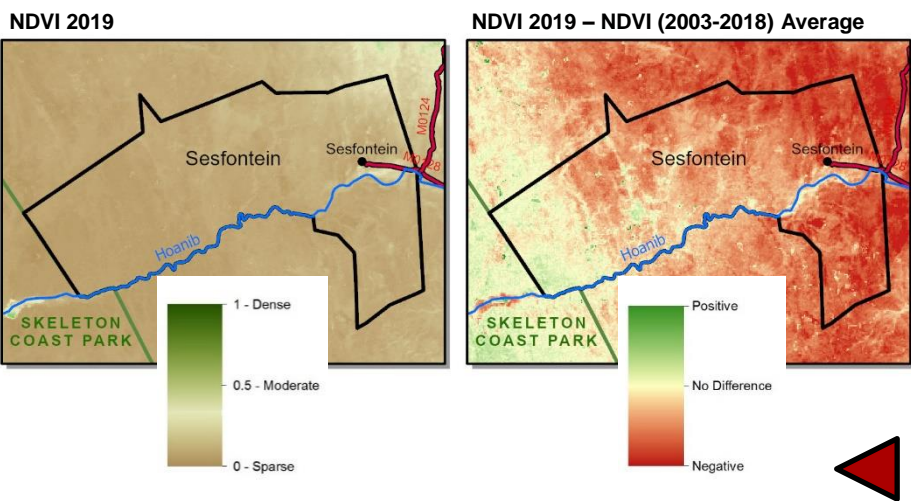 NDVI 2019
M0124
Sesfontein
Sesfontein
Hoanib
SKELETON
COAST PARK
1 - Dense
0.5 - Moderate
0 - Sparse
NDVI 2019 – NDVI (2003-2018) Average
Sesfontein
Sesfontein
Hoanib
SKELETON
COAST PARK
Positive
No Difference
Negative